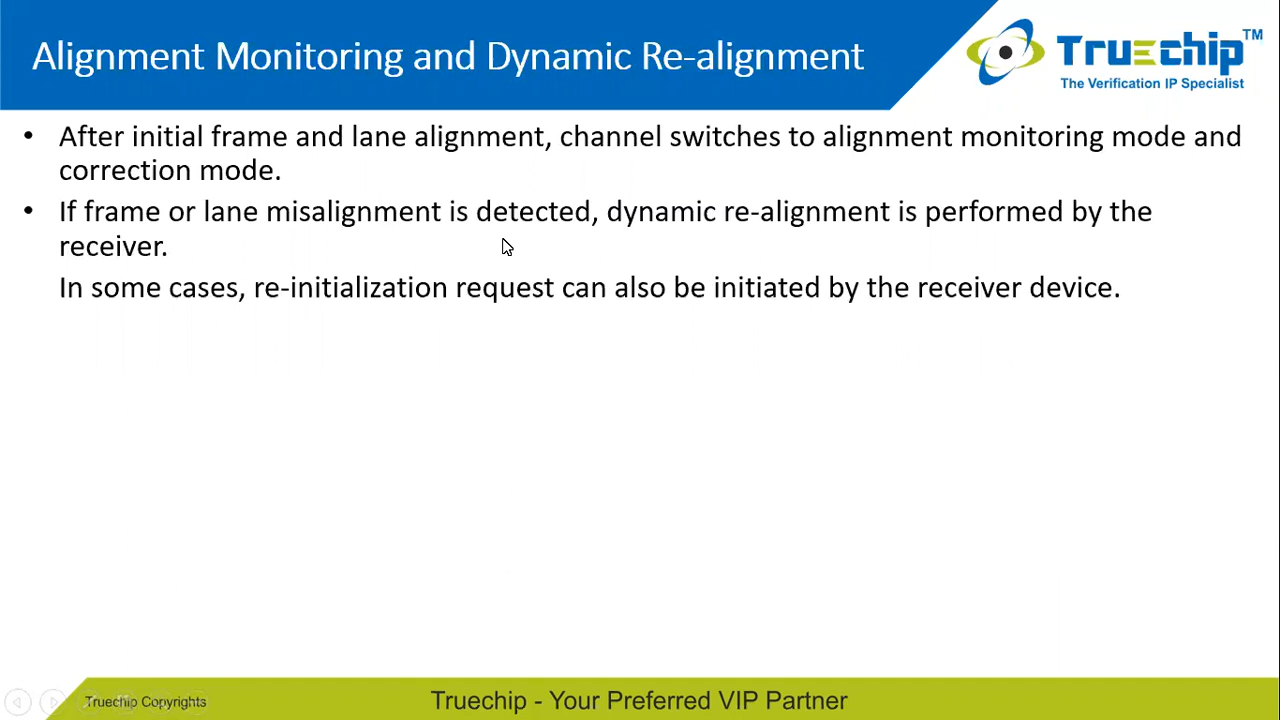 Alignment Monitoring and Dynamic Re-alignment
Truechip™
The Verification IP Specialist
• After initial frame and lane alignment, channel switches to alignment monitoring mode and
correction mode.
• If frame or lane misalignment is detected, dynamic re-alignment is performed by the
receiver.
In some cases, re-initialization request can also be initiated by the receiver device.
Truechip Copyrights
Truechip - Your Preferred VIP Partner